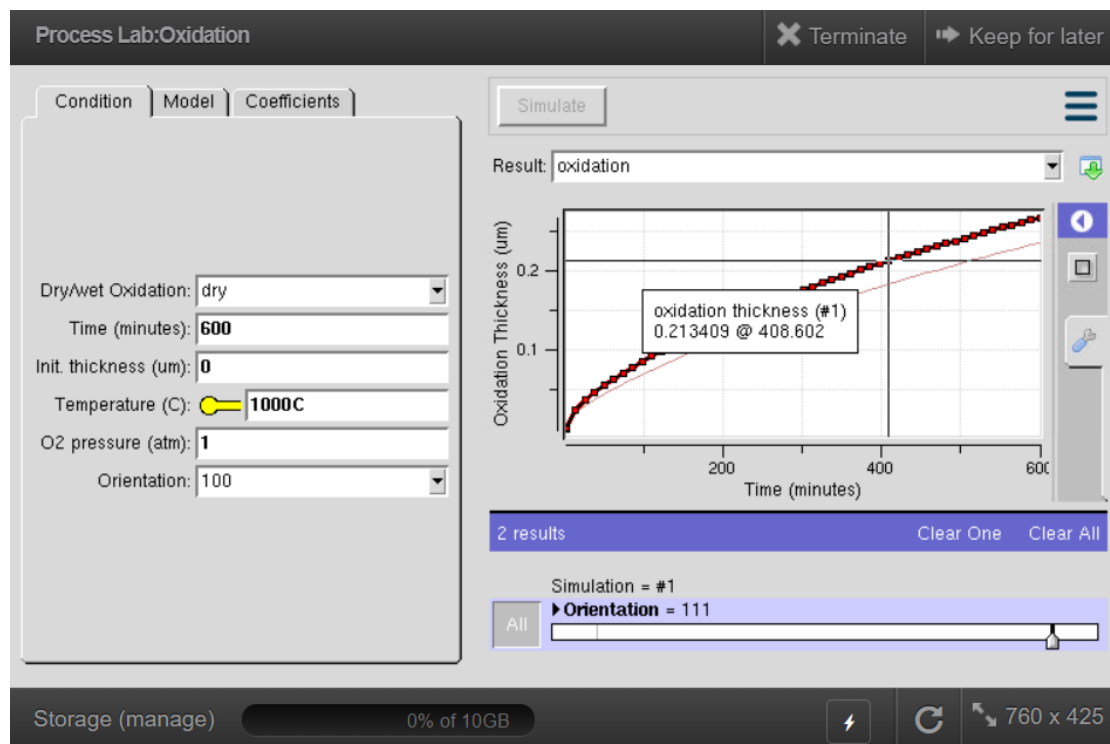 Process Lab:Oxidation
Terminate
Keep for later
Condition
Model
Coefficients
Dry/wet Oxidation: dry
Time (minutes): 600
Init. thickness (um): 0
Temperature (C): 1000C
O2 pressure (atm): 1
Orientation: 100
Simulate
Result: oxidation
Oxidation Thickness (um)
0.2
0.1
oxidation thickness (#1)
0.213409 @ 408.602
200
400
600
Time (minutes)
2 results
Clear One
Clear All
Simulation = #1
All
Orientation = 111
Storage (manage)
0% of 10GB
760 x 425